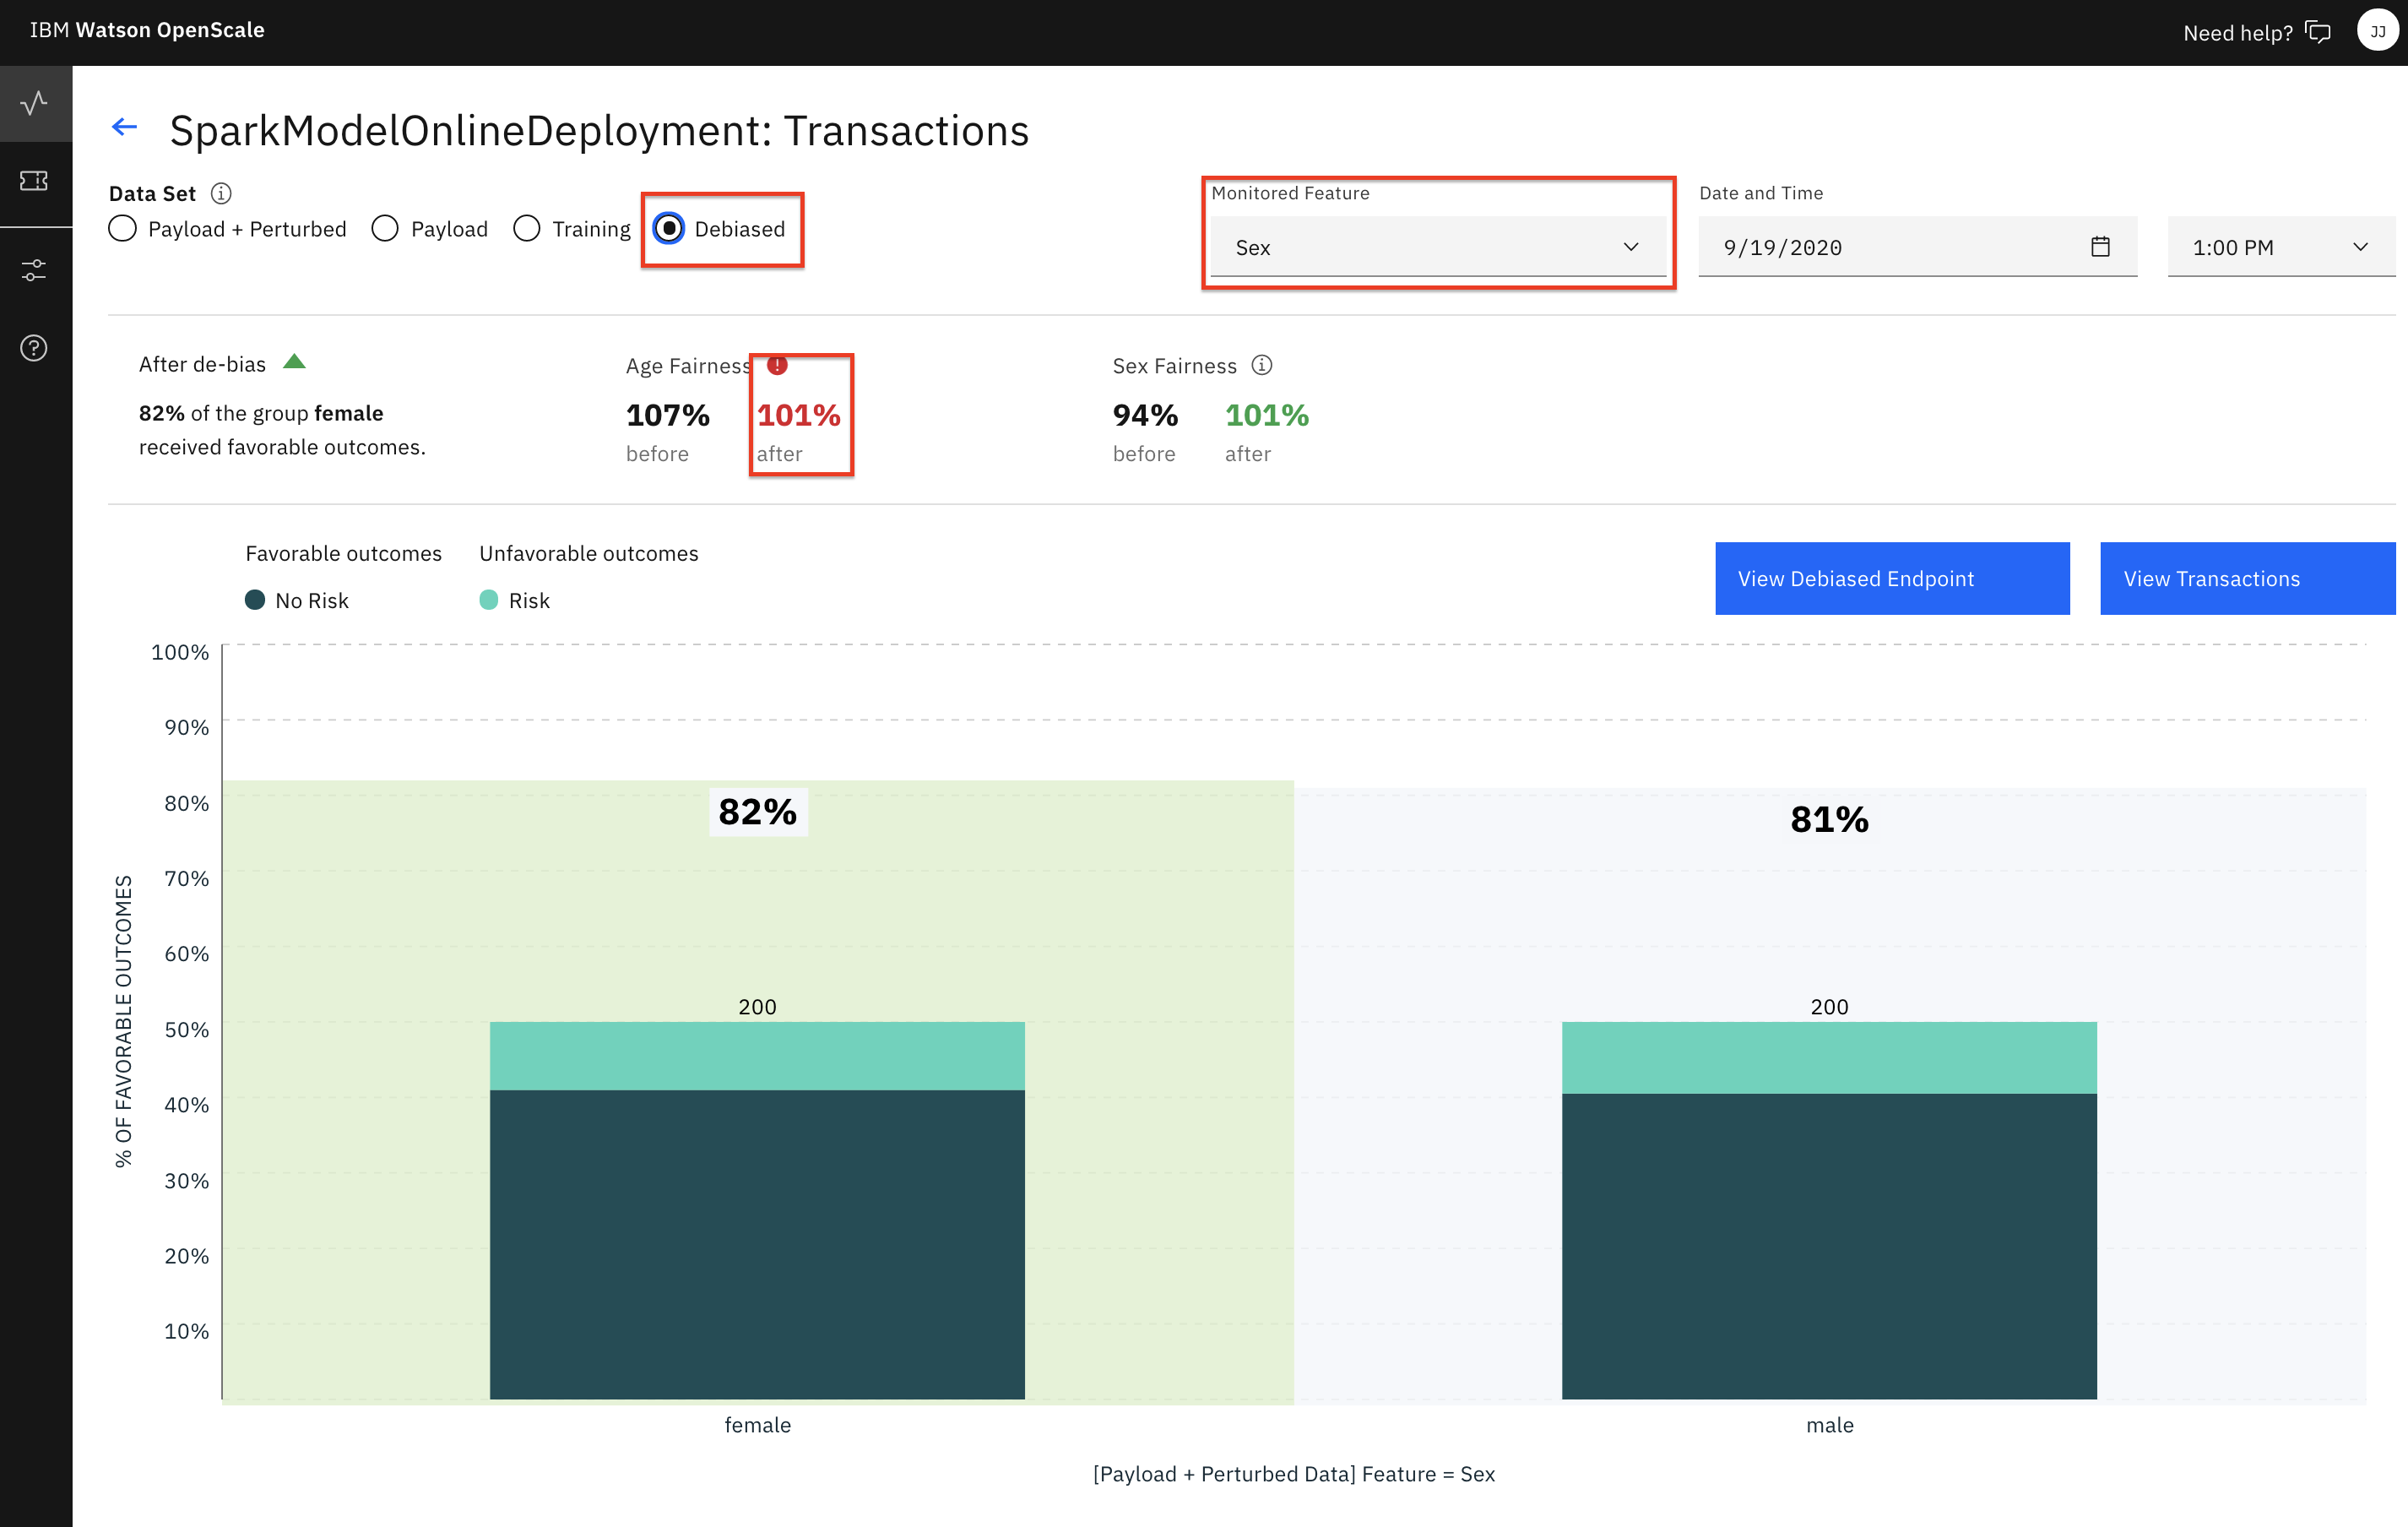 IBM Watson OpenScale
Need help?
JJ
SparkModelOnlineDeployment: Transactions
Data Set
Payload + Perturbed
Payload
Training
Debiased
Monitored Feature
Sex
Date and Time
9/19/2020
1:00 PM
After de-bias
82% of the group female
received favorable outcomes.
Age Fairness
107%
before
101%
after
Sex Fairness
94%
before
101%
after
Favorable outcomes
No Risk
Unfavorable outcomes
Risk
View Debiased Endpoint
View Transactions
% OF FAVORABLE OUTCOMES
100%
90%
80%
70%
60%
50%
40%
30%
20%
10%
82%
81%
200
200
female
male
[Payload + Perturbed Data] Feature = Sex